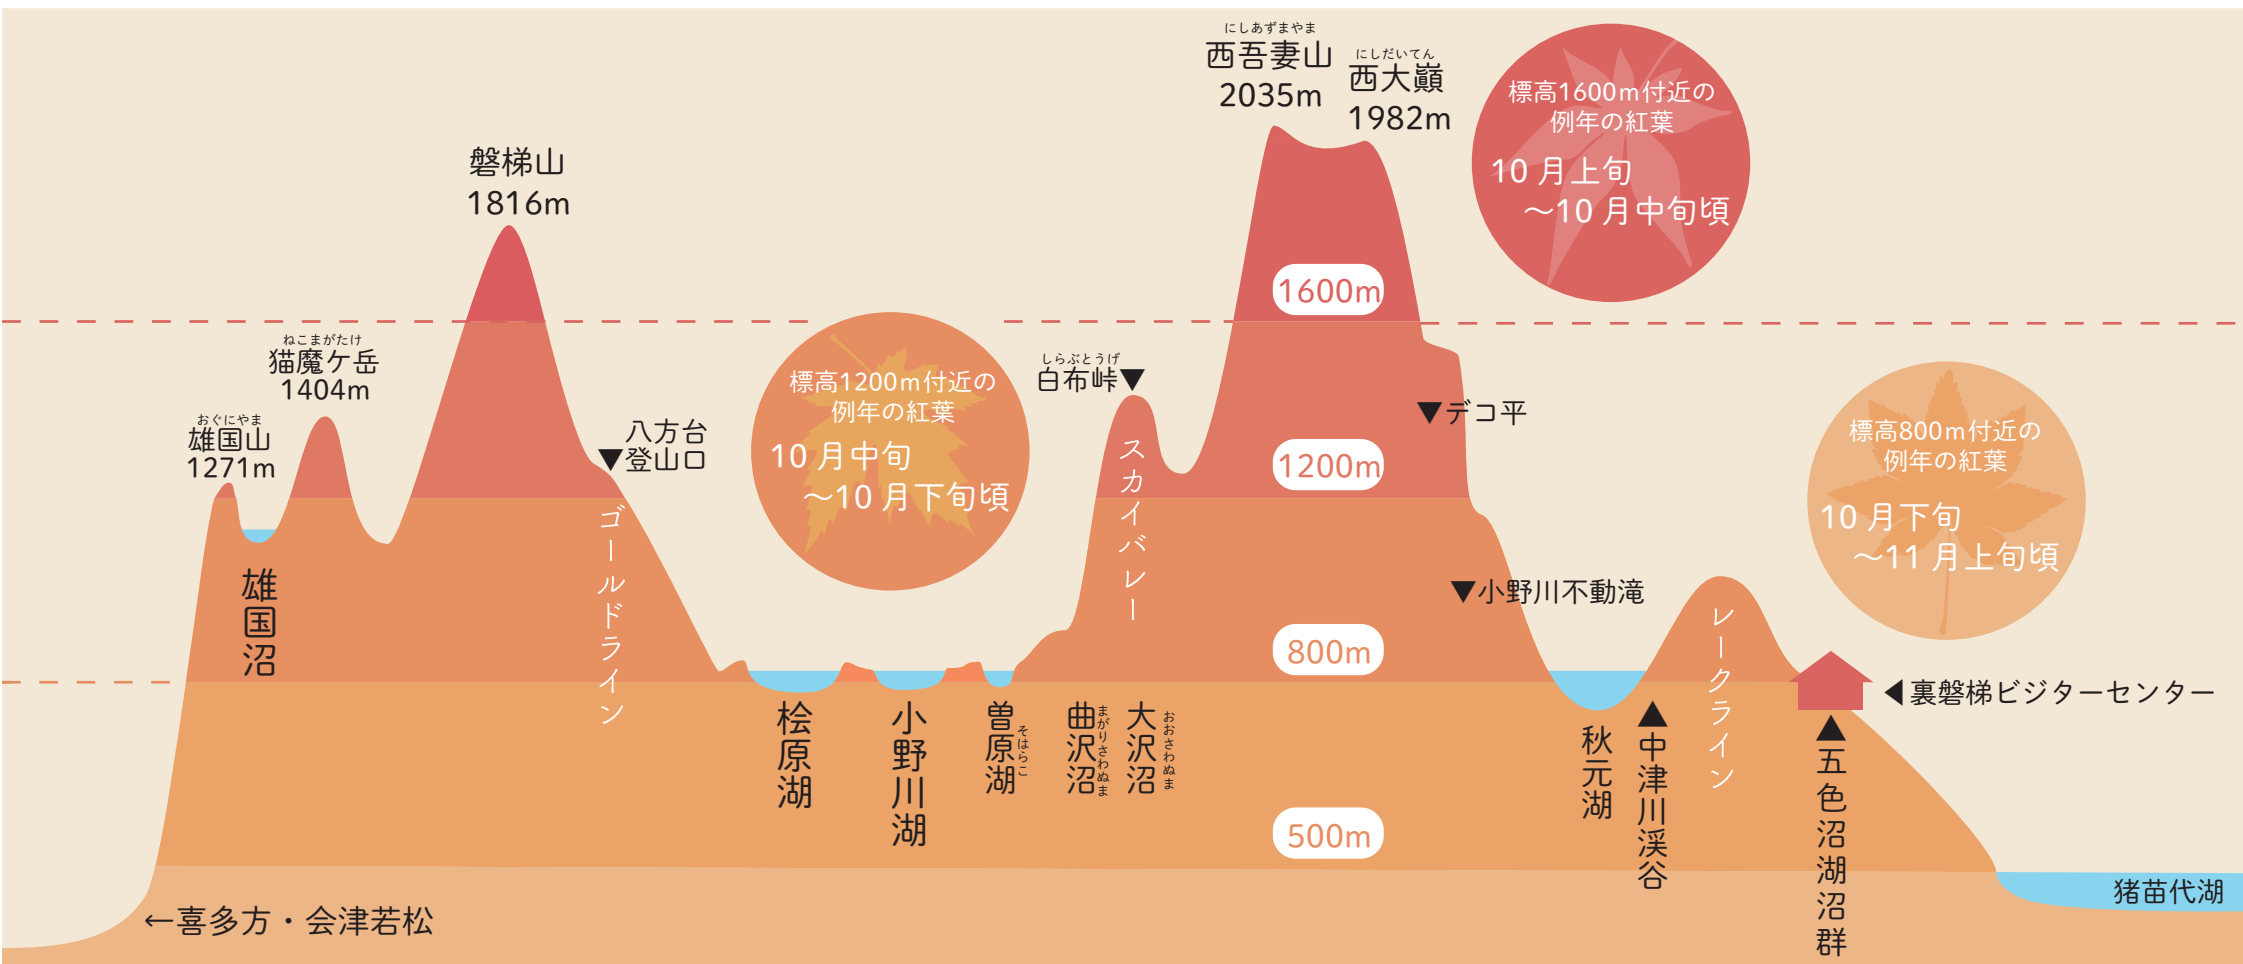 にしあずまやま
西吾妻山
2035m
にしだいてん
西大巓
1982m
標高1600m付近の
例年の紅葉
10月上旬
～10月中旬頃
磐梯山
1816m
1600m
ねこまがたけ
猫魔ケ岳
1404m
おぐにやま
雄国山
1271m
▼八方台
登山口
標高1200m付近の
例年の紅葉
10月中旬
～10月下旬頃
しらぶとうげ
白布峠▼
▼デコ平
標高800m付近の
例年の紅葉
10月下旬
～11月上旬頃
1200m
雄国沼
ゴールドライン
スカイバレー
▼小野川不動滝
レークライン
800m
◀裏磐梯ビジターセンター
桧原湖
小野川湖
曽原湖
そはらこ
曲沢沼
まがりさわぬま
大沢沼
おおさわぬま
秋元湖
▲中津川渓谷
▲五色沼湖沼群
500m
←喜多方・会津若松
猪苗代湖